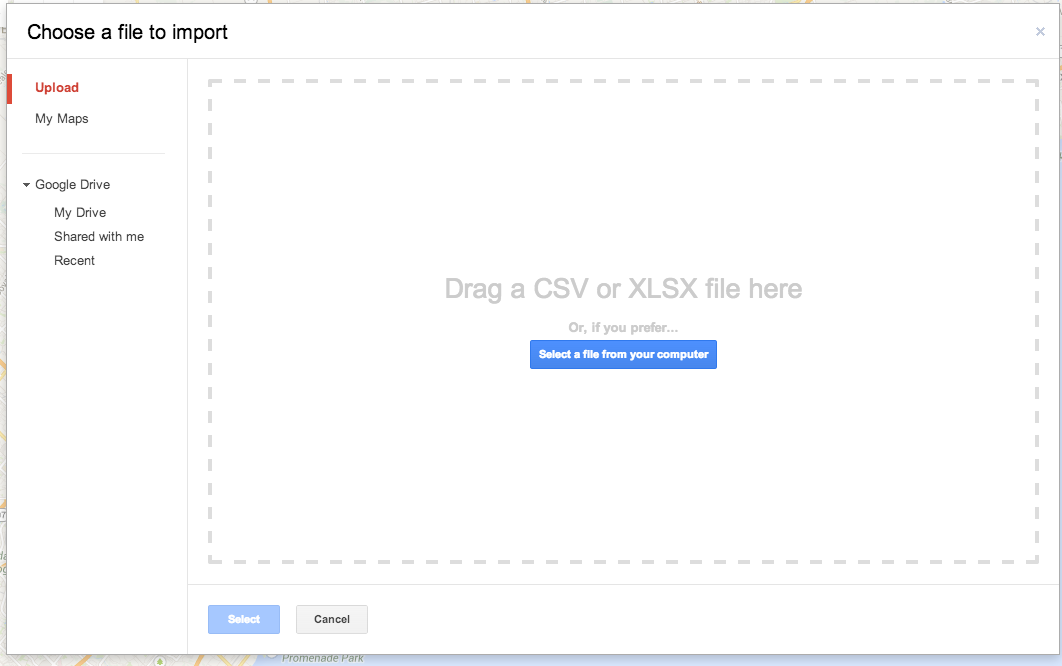 Choose a file to import
×
Upload
My Maps
Google Drive
My Drive
Shared with me
Recent
Drag a CSV or XLSX file here
Or, if you prefer...
Select a file from your computer
Select
Cancel
Promenade Park